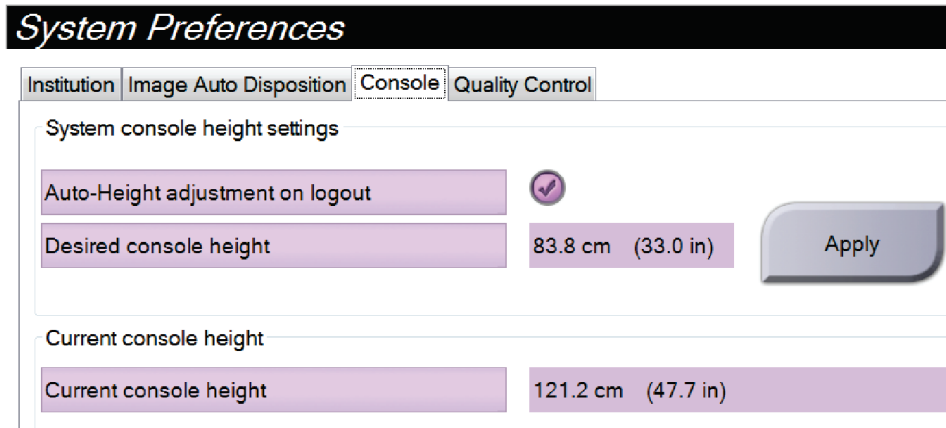 System Preferences
Institution Image Auto Disposition Console Quality Control
System console height settings
Auto-Height adjustment on logout
Desired console height 83.8 cm (33.0 in) Apply
Current console height
Current console height 121.2 cm (47.7 in)